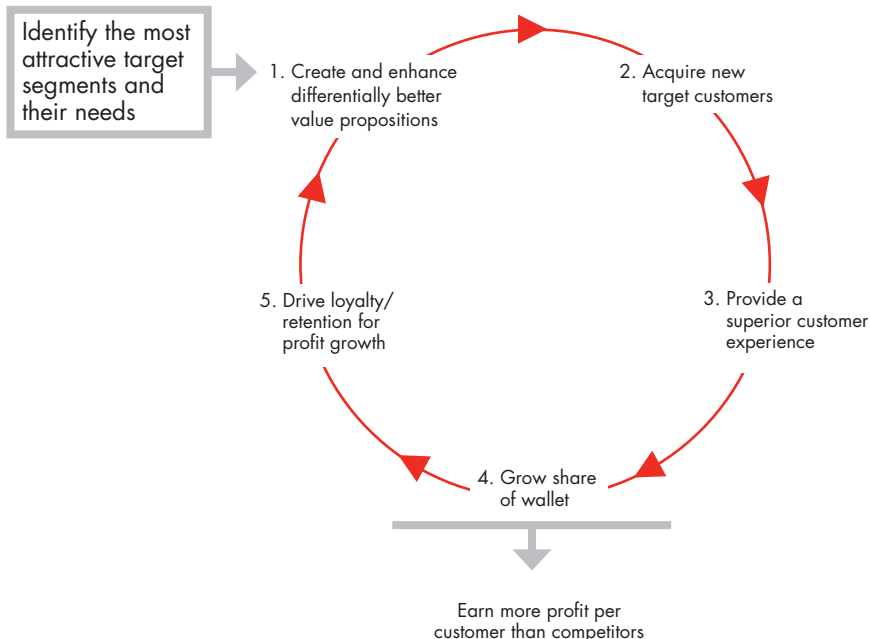 Identify the most
attractive target
segments and
their needs
1. Create and enhance
differentially better
value propositions
2. Acquire new
target customers
3. Provide a
superior customer
experience
4. Grow share
of wallet
5. Drive loyalty/
retention for
profit growth
Earn more profit per
customer than competitors